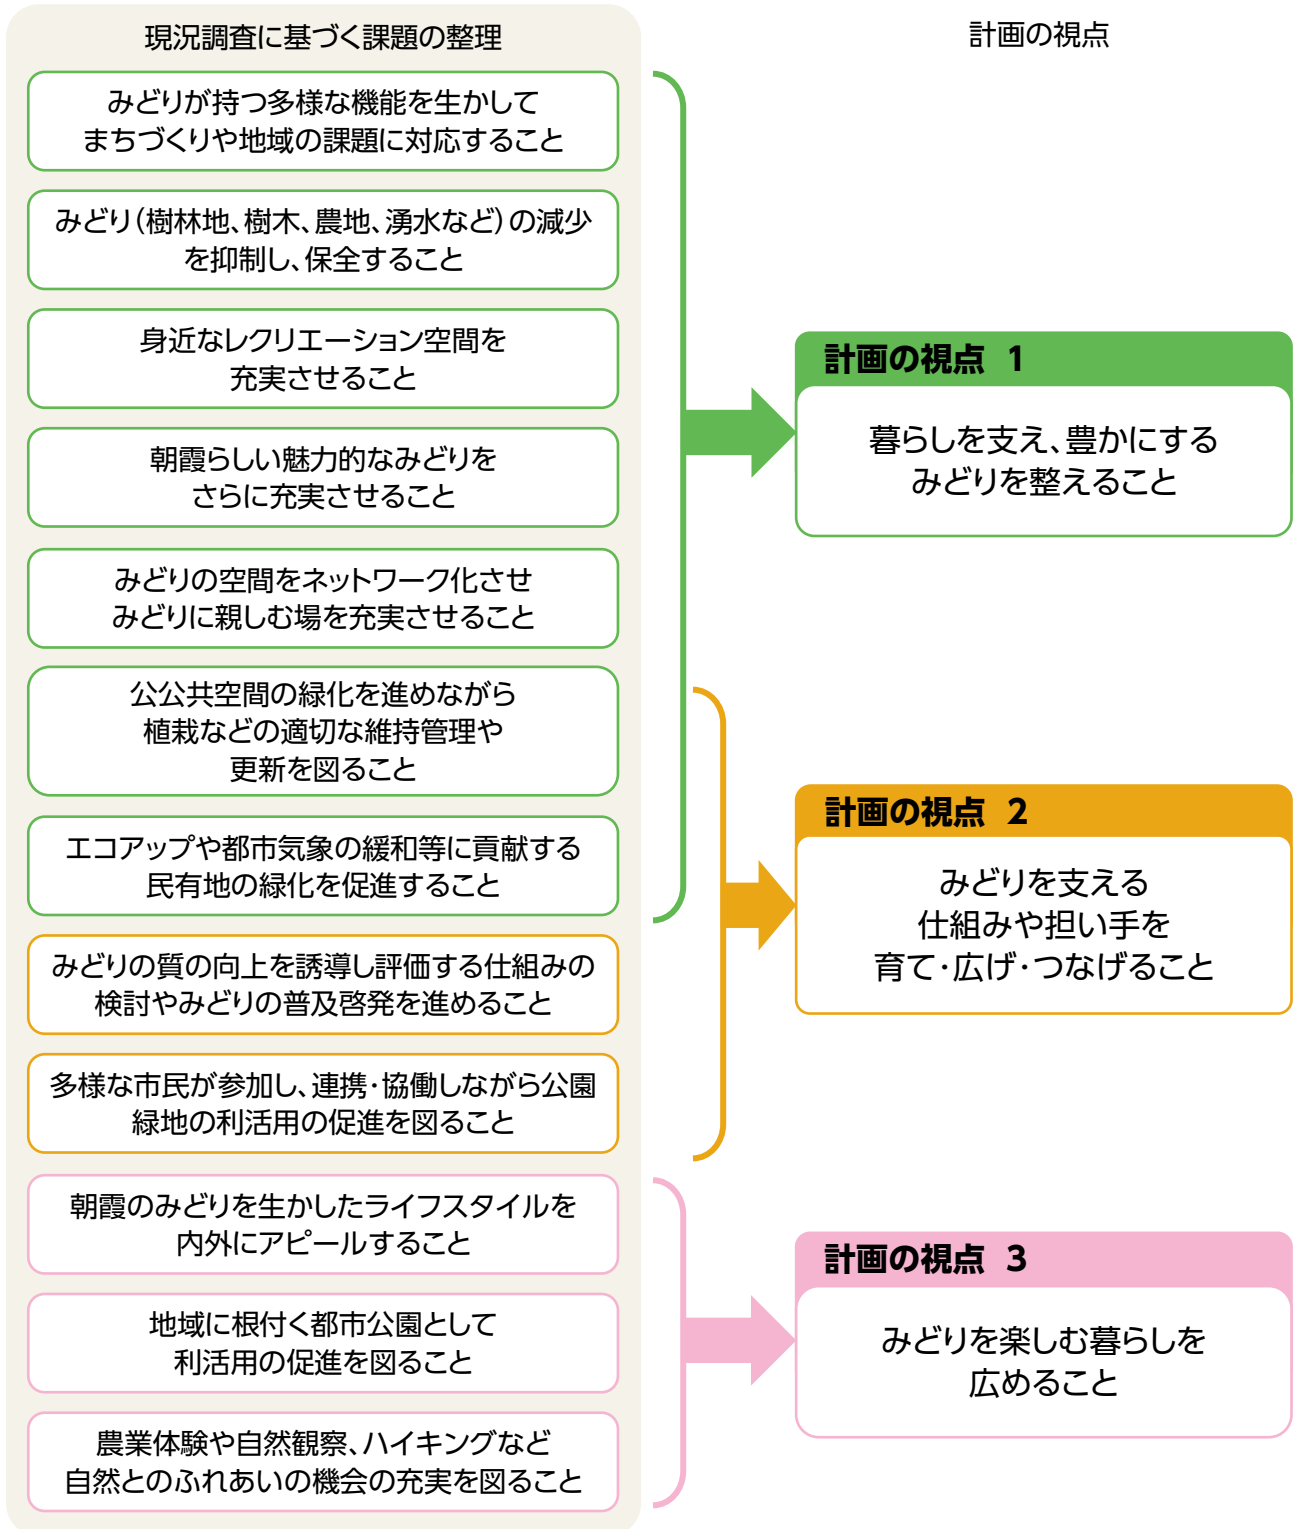 現況調査に基づく課題の整理
みどりが持つ多様な機能を生かして
まちづくりや地域の課題に対応すること
みどり（樹林地、樹木、農地、湧水など）の減少
を抑制し、保全すること
身近なレクリエーション空間を
充実させること
朝霞らしい魅力的なみどりを
さらに充実させること
みどりの空間をネットワーク化させ
みどりに親しむ場を充実させること
公公共空間の緑化を進めながら
植栽などの適切な維持管理や
更新を図ること
エコアップや都市気象の緩和等に貢献する
民有地の緑化を促進すること
みどりの質の向上を誘導し評価する仕組みの
検討やみどりの普及啓発を進めること
多様な市民が参加し、連携・協働しながら公園
緑地の利活用の促進を図ること
朝霞のみどりを生かしたライフスタイルを
内外にアピールすること
地域に根付く都市公園として
利活用の促進を図ること
農業体験や自然観察、ハイキングなど
自然とのふれあいの機会の充実を図ること
計画の視点
計画の視点 1
暮らしを支え、豊かにする
みどりを整えること
計画の視点 2
みどりを支える
仕組みや担い手を
育て・広げ・つなげること
計画の視点 3
みどりを楽しむ暮らしを
広めること